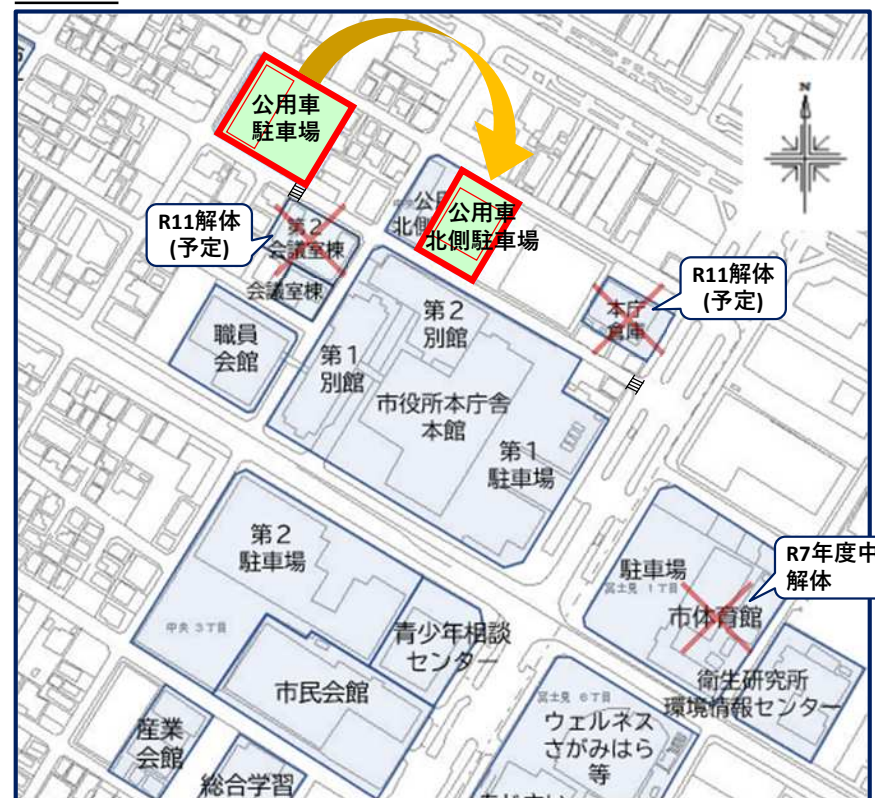 公用車
駐車場
N
公用車
北側駐車場
R11解体
(予定)
第2
会議室棟
会議室棟
R11解体
(予定)
本庁
倉庫
職員
会館
第1
別館
第2
別館
市役所本庁舎
本館
第1
駐車場
第2
駐車場
中央 3丁目
駐車場
富士見 1丁目
R7年度中
解体
市体育館
青少年相談
センター
市民会館
衛生研究所
環境情報センター
富士見 6丁目
ウェルネス
さがみはら
等
産業
会館
総合学習